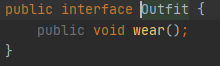 public interface Outfit {
    public void wear();
}